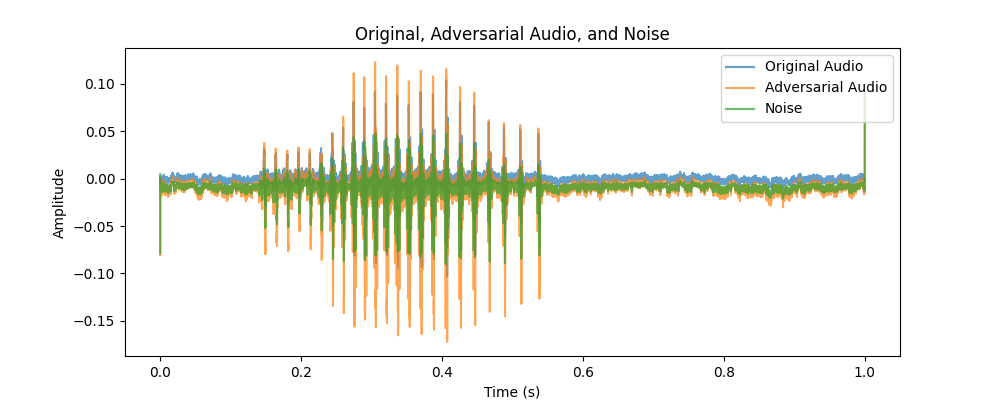 Original, Adversarial Audio, and Noise
Original Audio
Adversarial Audio
Noise
Amplitude
0.10
0.05
0.00
−0.05
−0.10
−0.15
0.0 0.2 0.4 0.6 0.8 1.0
Time (s)